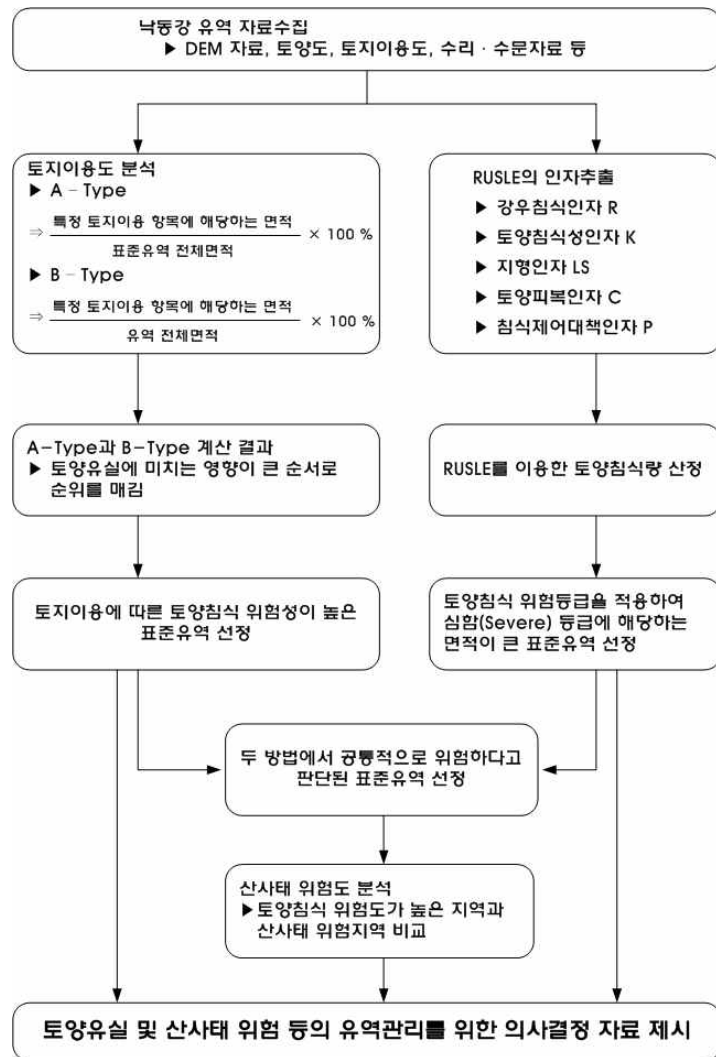 낙동강 유역 자료수집
▶ DEM 자료, 토양도, 토지이용도, 수리 · 수문자료 등
토지이용도 분석
▶ A - Type
⇒ 특정 토지이용 항목에 해당하는 면적 / 표준유역 전체면적 × 100 %
▶ B - Type
⇒ 특정 토지이용 항목에 해당하는 면적 / 유역 전체면적 × 100 %
RUSLE의 인자추출
▶ 강우침식인자 R
▶ 토양침식성인자 K
▶ 지형인자 LS
▶ 토양피복인자 C
▶ 침식제어대책인자 P
A-Type과 B-Type 계산 결과
▶ 토양유실에 미치는 영향이 큰 순서로
순위를 매김
RUSLE를 이용한 토양침식량 산정
토지이용에 따른 토양침식 위험성이 높은
표준유역 선정
토양침식 위험등급을 적용하여
심함(Severe) 등급에 해당하는
면적이 큰 표준유역 선정
두 방법에서 공통적으로 위험하다고
판단된 표준유역 선정
산사태 위험도 분석
▶토양침식 위험도가 높은 지역과
산사태 위험지역 비교
토양유실 및 산사태 위험 등의 유역관리를 위한 의사결정 자료 제시